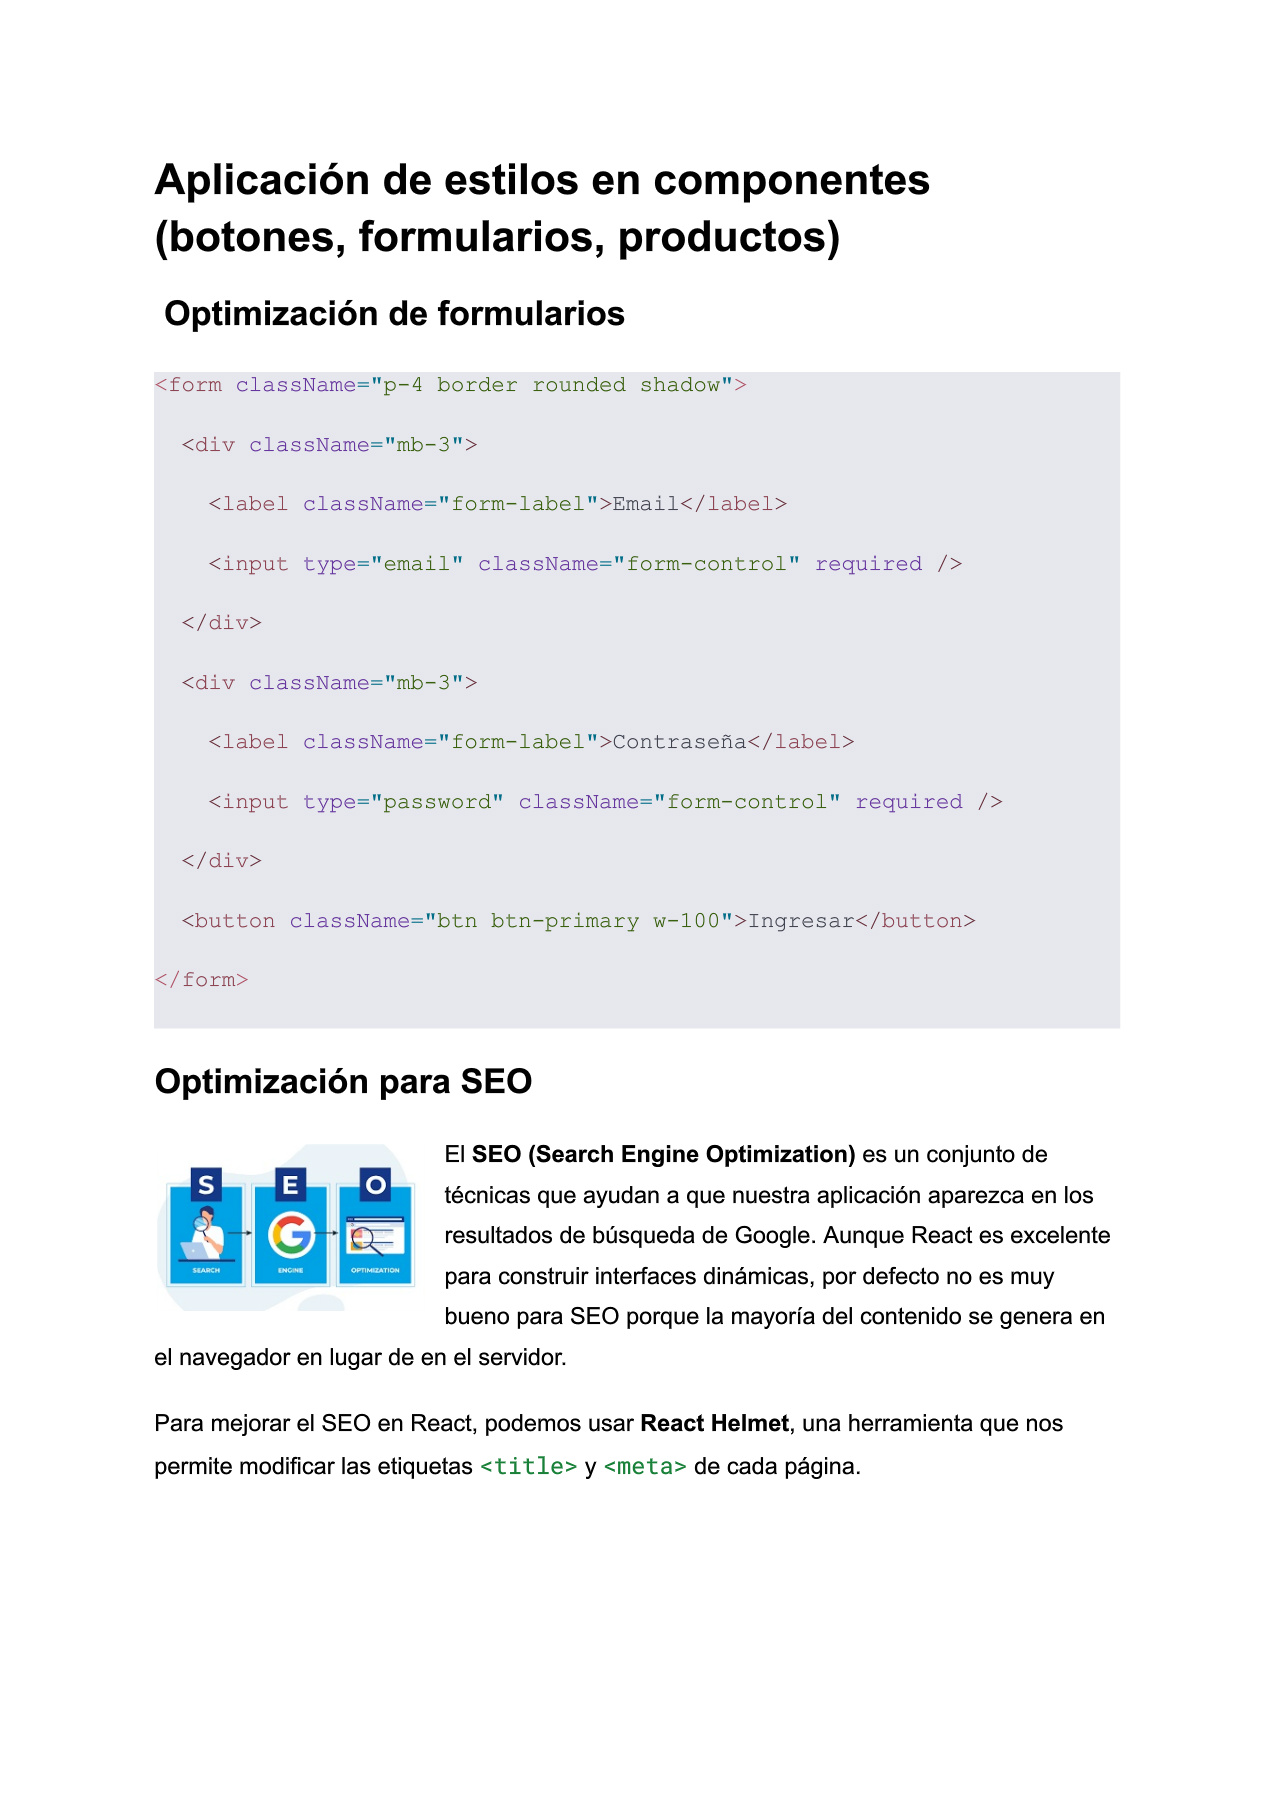 Aplicación de estilos en componentes
(botones, formularios, productos)
Optimización de formularios
<form className="p-4 border rounded shadow">
  <div className="mb-3">
    <label className="form-label">Email</label>
    <input type="email" className="form-control" required />
  </div>
  <div className="mb-3">
    <label className="form-label">Contraseña</label>
    <input type="password" className="form-control" required />
  </div>
  <button className="btn btn-primary w-100">Ingresar</button>
</form>
Optimización para SEO
S E O
SEARCH ENGINE OPTIMIZATION
El SEO (Search Engine Optimization) es un conjunto de
técnicas que ayudan a que nuestra aplicación aparezca en los
resultados de búsqueda de Google. Aunque React es excelente
para construir interfaces dinámicas, por defecto no es muy
bueno para SEO porque la mayoría del contenido se genera en
el navegador en lugar de en el servidor.
Para mejorar el SEO en React, podemos usar React Helmet, una herramienta que nos
permite modificar las etiquetas <title> y <meta> de cada página.